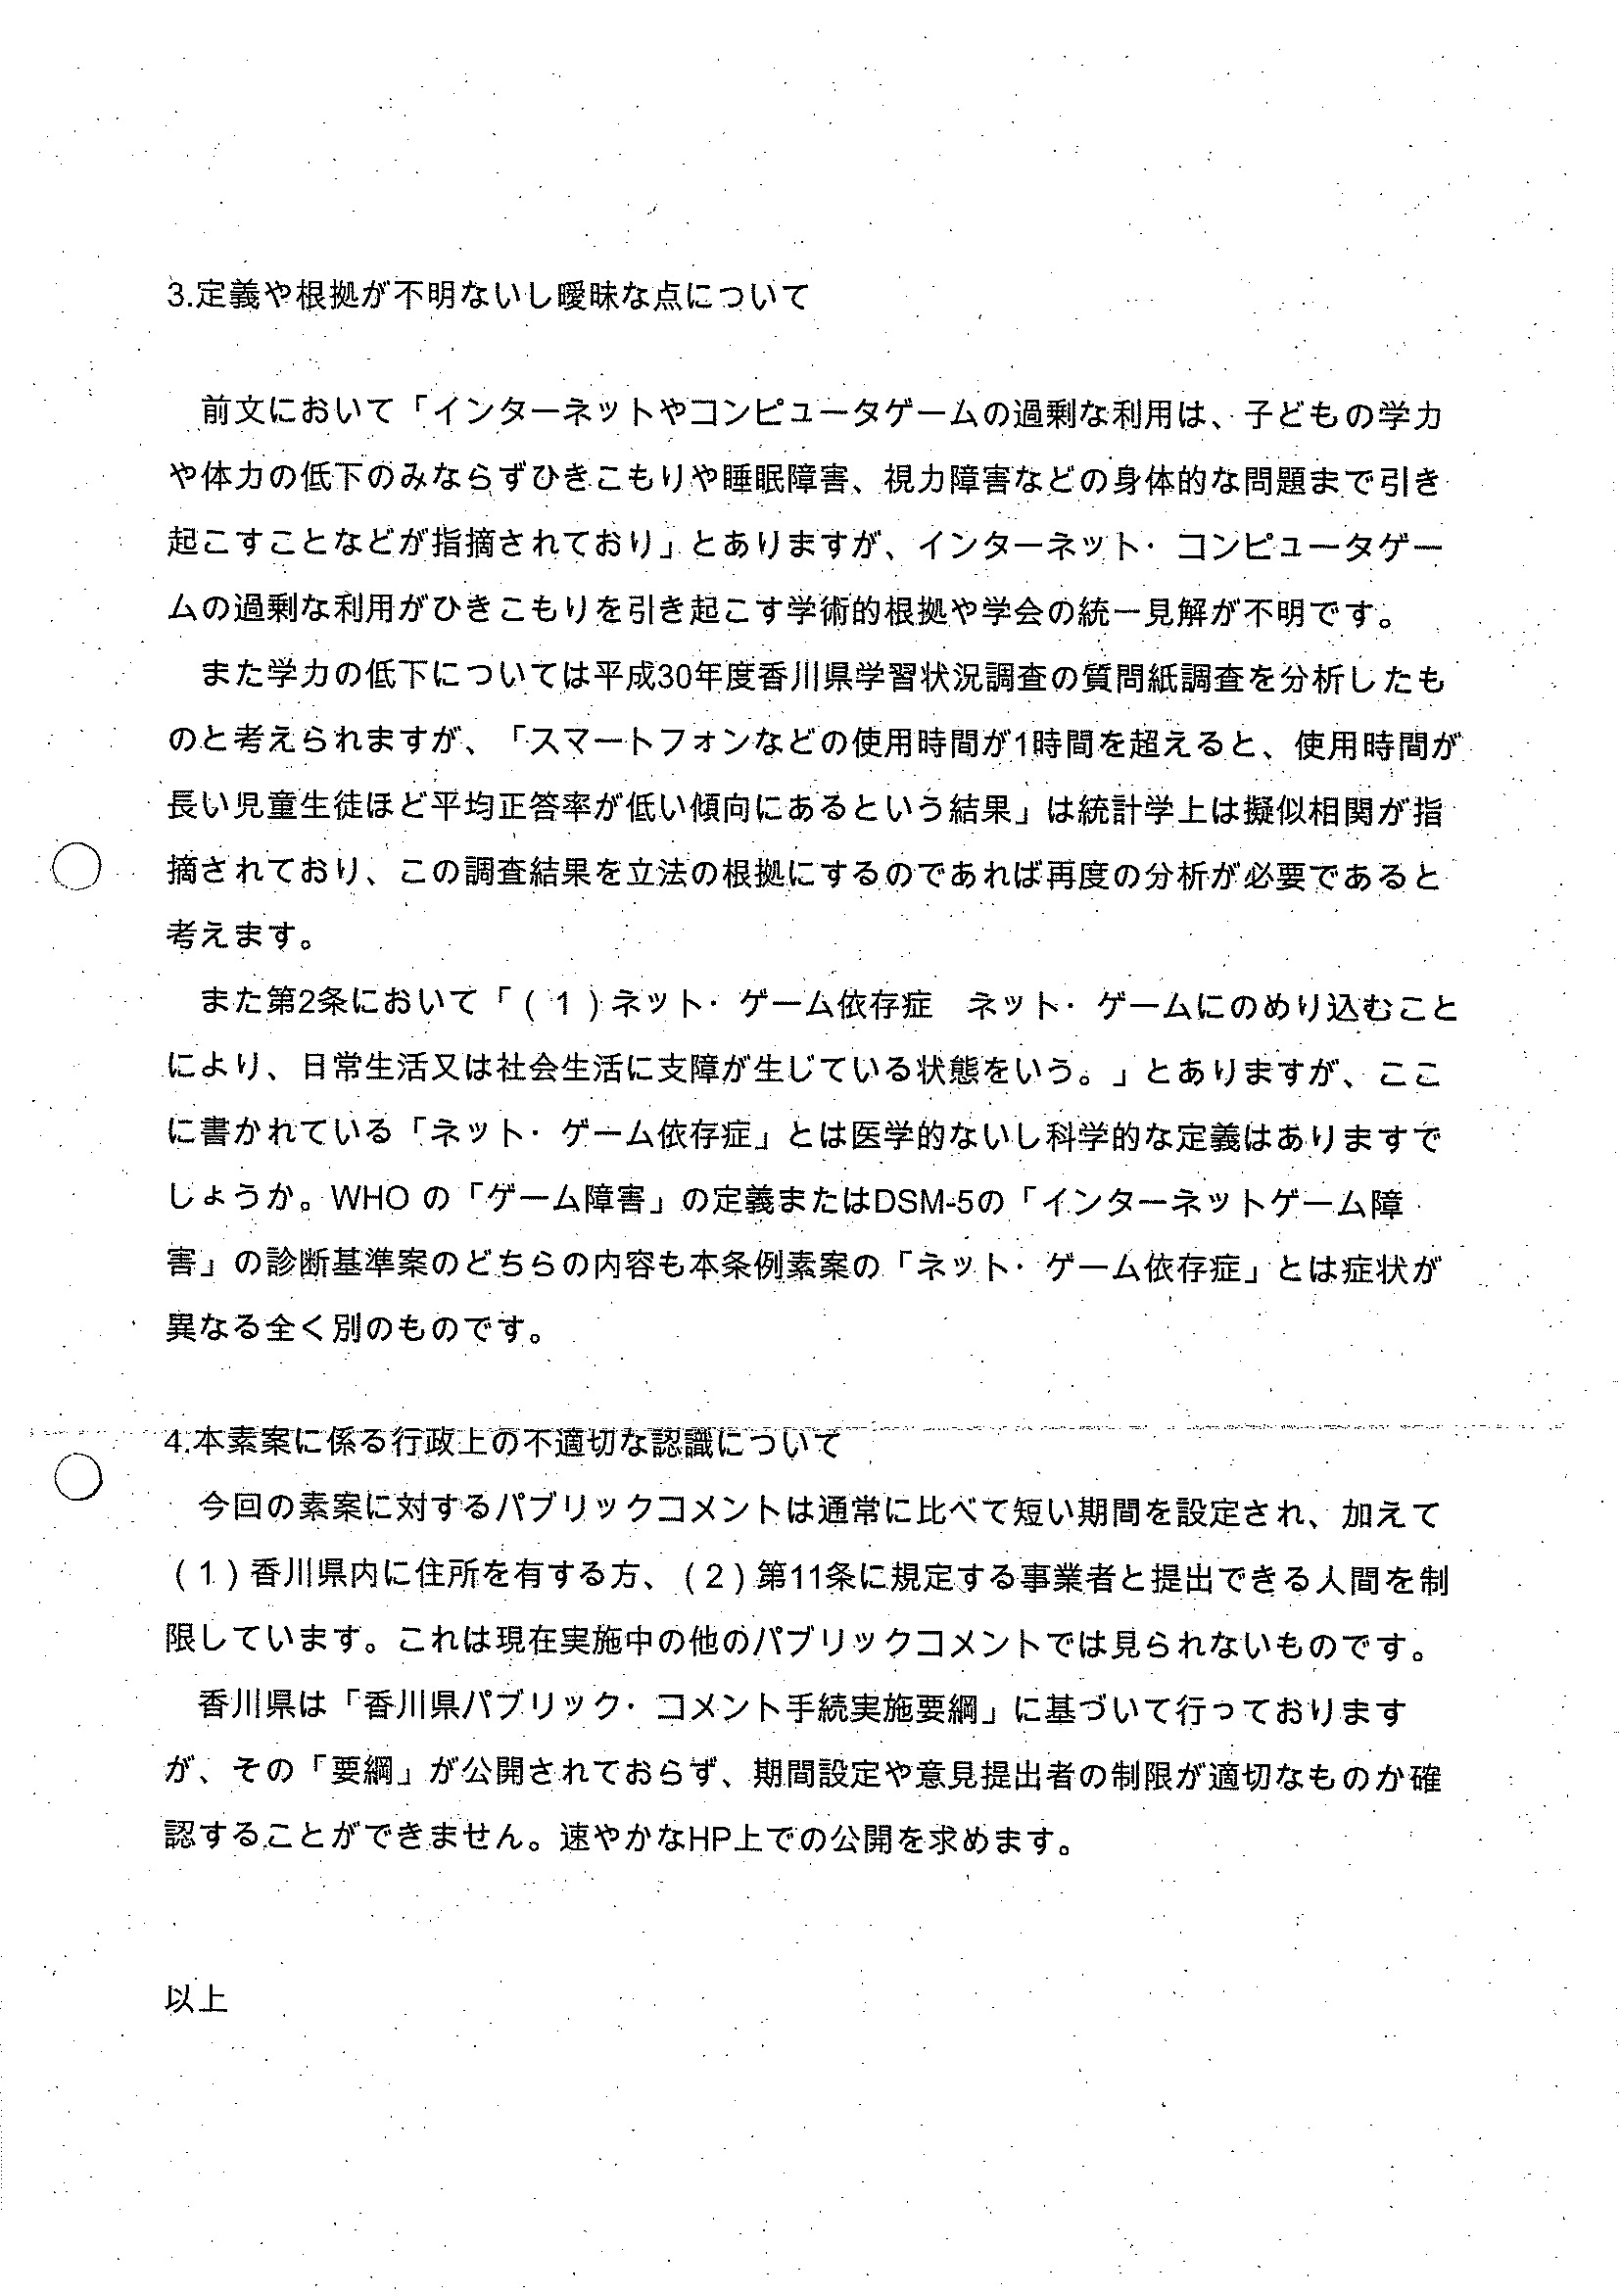 3.定義や根拠が不明ないし曖昧な点について
前文において「インターネットやコンピュータゲームの過剰な利用は、子どもの学力
や体力の低下のみならずひきこもりや睡眠障害、視力障害などの身体的な問題まで引き
起こすことなどが指摘されており」とありますが、インターネット・コンピュータゲー
ムの過剰な利用がひきこもりを引き起こす学術的根拠や学会の統一見解が不明です。
また学力の低下については平成30年度香川県学習状況調査の質問紙調査を分析したも
のと考えられますが、「スマートフォンなどの使用時間が1時間を超えると、使用時間が
長い児童生徒ほど平均正答率が低い傾向にあるという結果」は統計学上は擬似相関が指
摘されており、この調査結果を立法の根拠にするのであれば再度の分析が必要であると
考えます。
また第2条において「(1)ネット・ゲーム依存症　ネット・ゲームにのめり込むこと
により、日常生活又は社会生活に支障が生じている状態をいう。」とありますが、ここ
に書かれている「ネット・ゲーム依存症」とは医学的ないし科学的な定義はありますで
しょうか。WHO の「ゲーム障害」の定義またはDSM-5の「インターネットゲーム障
害」の診断基準案のどちらの内容も本条例素案の「ネット・ゲーム依存症」とは症状が
異なる全く別のものです。
4.本素案に係る行政上の不適切な認識について
今回の素案に対するパブリックコメントは通常に比べて短い期間を設定され、加えて
(1)香川県内に住所を有する方、(2)第11条に規定する事業者と提出できる人間を制
限しています。これは現在実施中の他のパブリックコメントでは見られないものです。
香川県は「香川県パブリック・コメント手続実施要綱」に基づいて行っております
が、その「要綱」が公開されておらず、期間設定や意見提出者の制限が適切なものか確
認することができません。速やかなHP上での公開を求めます。
以上